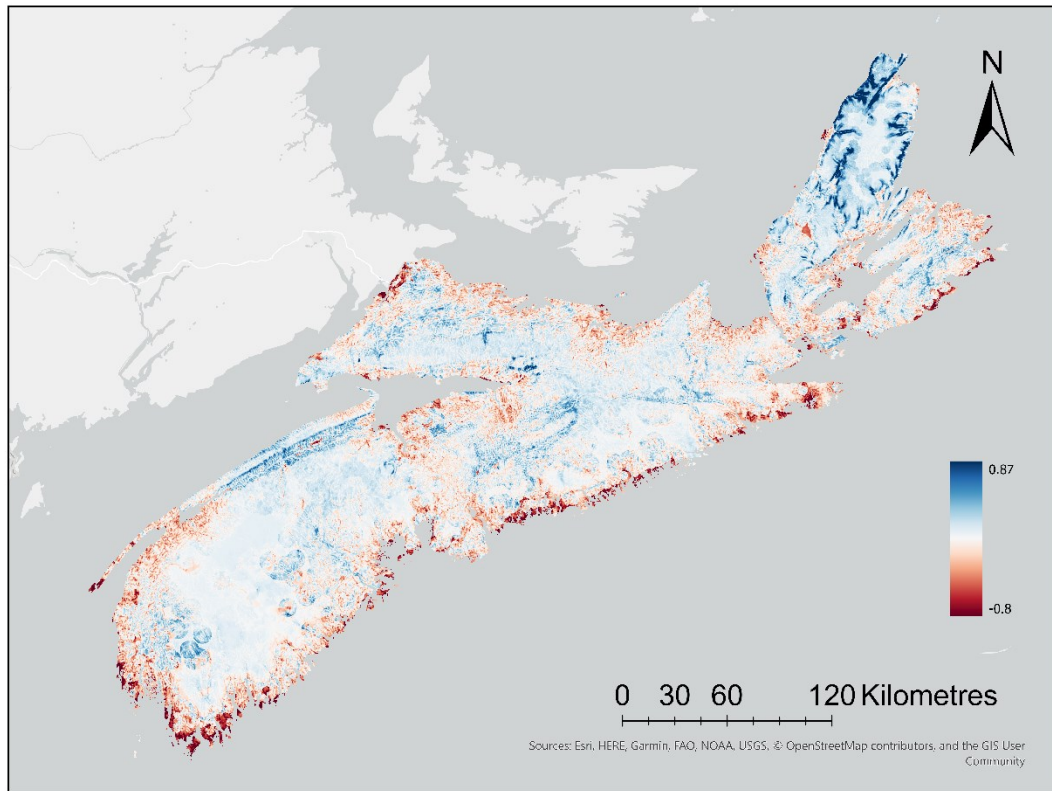 N
0.87
-0.8
0 30 60 120 Kilometres
Sources: Esri, HERE, Garmin, FAO, NOAA, USGS, © OpenStreetMap contributors, and the GIS User
Community